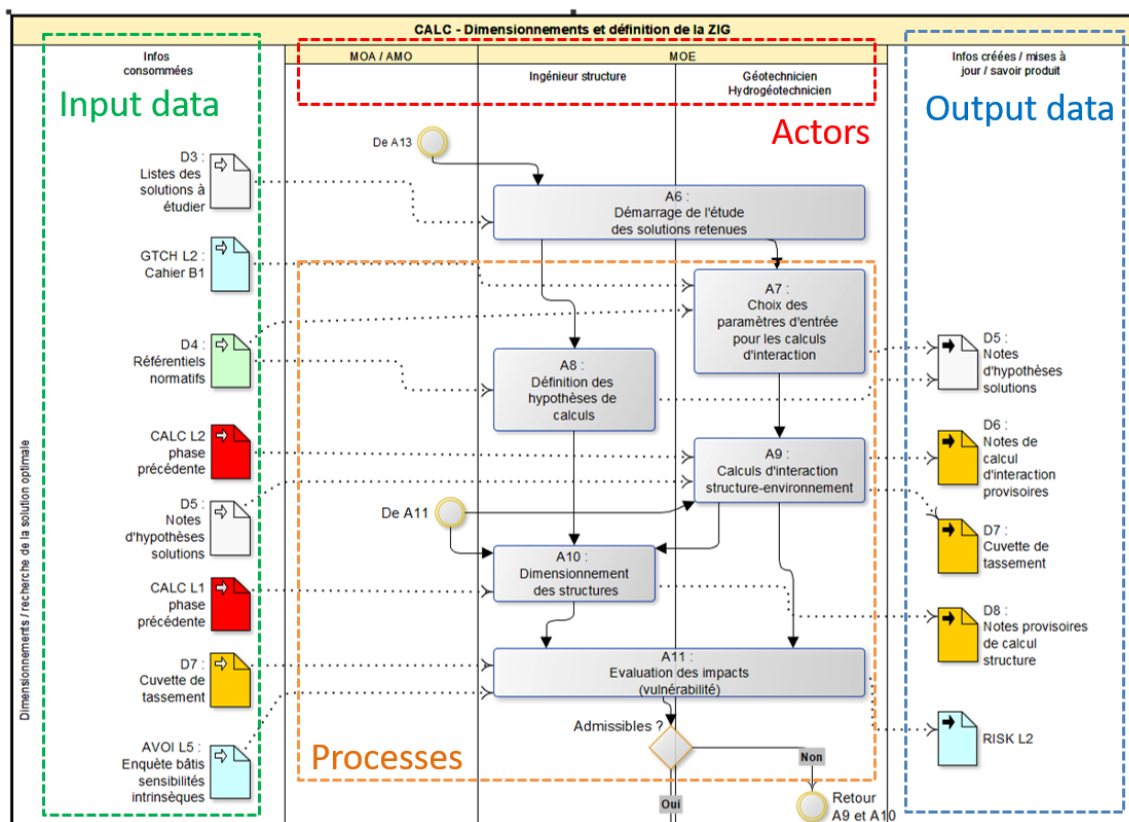 CALC - Dimensionnements et définition de la ZIG
Infos
consommées
MOA / AMO
MOE
Ingénieur structure
Géotechnicien
Hydrogéotechnicien
Infos créées / mises à
jour / savoir produit
Input data
Actors
Output data
Dimensionnements / recherche de la solution optimale
D3 :
Listes des
solutions à
étudier
GTCH L2 :
Cahier B1
D4 :
Référentiels
normatifs
CALC L2
phase
précédente
D5 :
Notes
d'hypothèses
solutions
CALC L1
phase
précédente
D7 :
Cuvette de
tassement
AVOI L5 :
Enquête bâtis
sensibilités
intrinsèques
De A13
A6 :
Démarrage de l'étude
des solutions retenues
A7 :
Choix des
paramètres d'entrée
pour les calculs
d'interaction
A8 :
Définition des
hypothèses de
calculs
A9 :
Calculs d'interaction
structure-environnement
De A11
A10 :
Dimensionnement
des structures
A11 :
Evaluation des impacts
(vulnérabilité)
Admissibles ?
Processes
Non
Oui
Retour
A9 et A10
D5 :
Notes
d'hypothèses
solutions
D6 :
Notes de
calcul
d'interaction
provisoires
D7 :
Cuvette de
tassement
D8 :
Notes provisoires
de calcul
structure
RISK L2